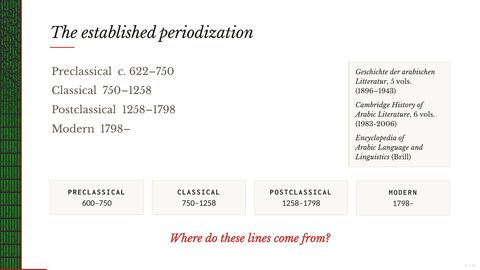 The established periodization
Preclassical c. 622–750
Classical 750–1258
Postclassical 1258–1798
Modern 1798–
Geschichte der arabischen
Litteratur, 5 vols.
(1896–1943)
Cambridge History of
Arabic Literature, 6 vols.
(1983-2006)
Encyclopedia of
Arabic Language and
Linguistics (Brill)
PRECLASSICAL
600–750
CLASSICAL
750–1258
POSTCLASSICAL
1258–1798
MODERN
1798–
Where do these lines come from?